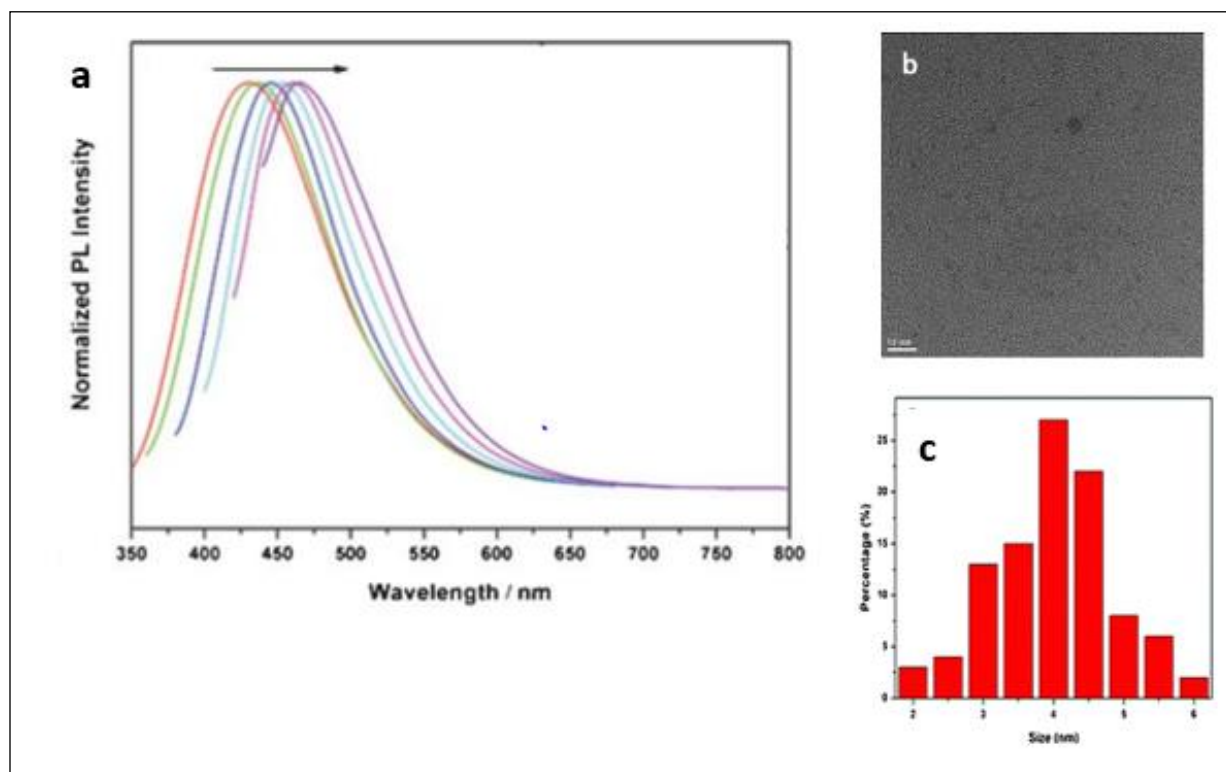 a
Normalized PL Intensity
350 400 450 500 550 600 650 700 750 800
Wavelength / nm
b
c
Percentage (%)
25
20
15
10
5
0
2 3 4 5 6
Size (nm)